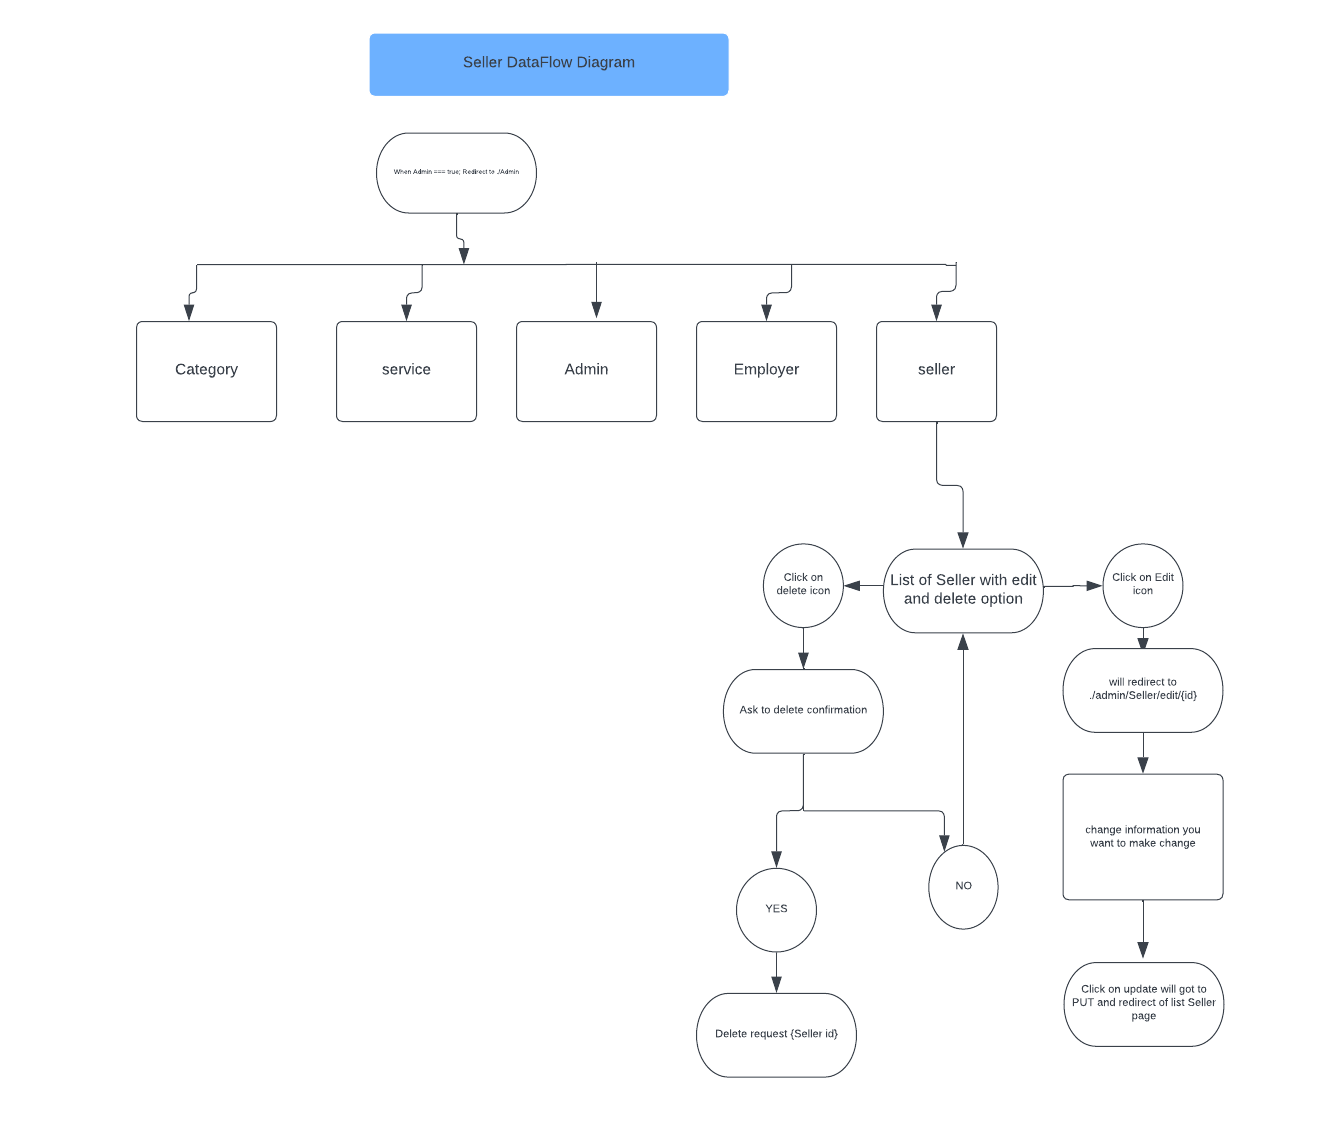 Seller DataFlow Diagram
When Admin === true; Redirect to ./Admin
Category
service
Admin
Employer
seller
Click on
delete icon
List of Seller with edit
and delete option
Click on Edit
icon
Ask to delete confirmation
will redirect to
./admin/Seller/edit/{id}
change information you
want to make change
YES
NO
Click on update will got to
PUT and redirect of list Seller
page
Delete request {Seller id}